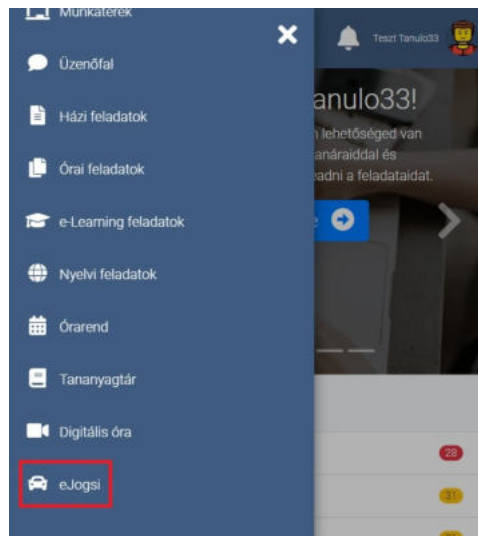 Munkaterek
Teszt Tanulo33
Üzenőfal
anulo33!
Házi feladatok
n lehetőséged van
anáraiddal és
Órai feladatok
eadni a feladataidat.
e-Learning feladatok
e
Nyelvi feladatok
Órarend
Tananyagtár
Digitális óra
28
eJogsi
31